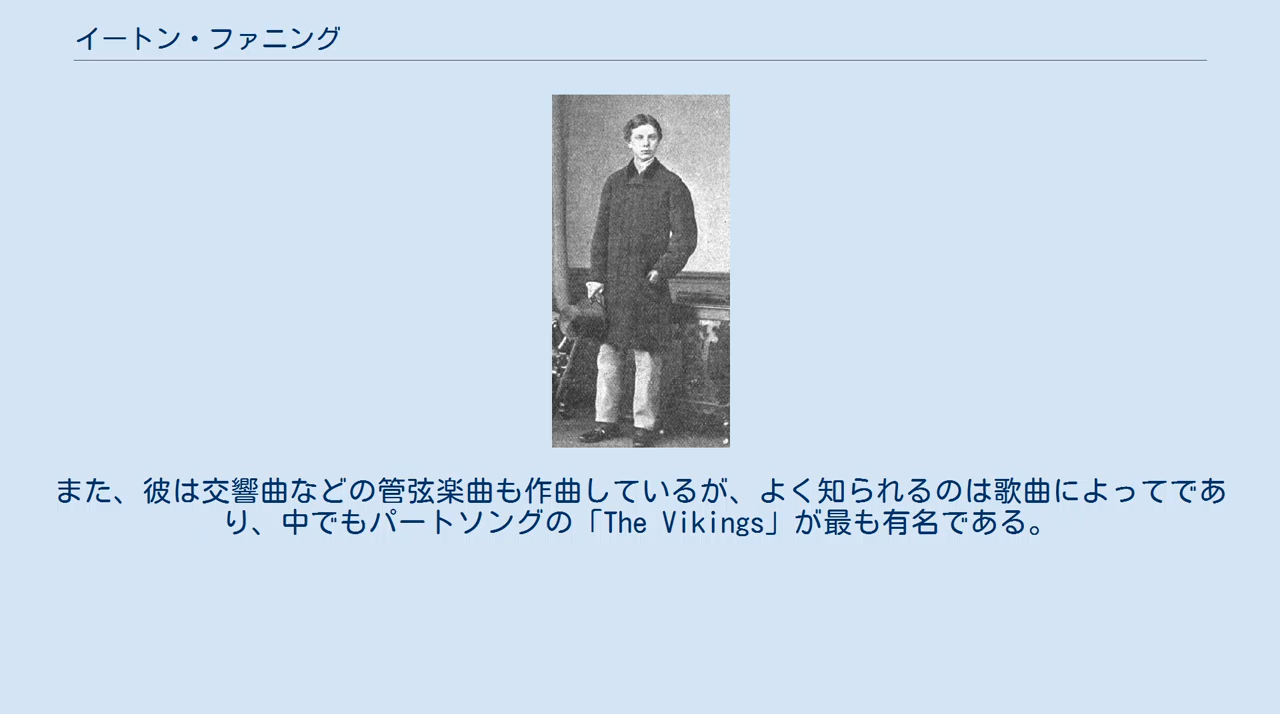 イートン・ファニング
また、彼は交響曲などの管弦楽曲も作曲しているが、よく知られるのは歌曲によってであ
り、中でもパートソングの「The Vikings」が最も有名である。